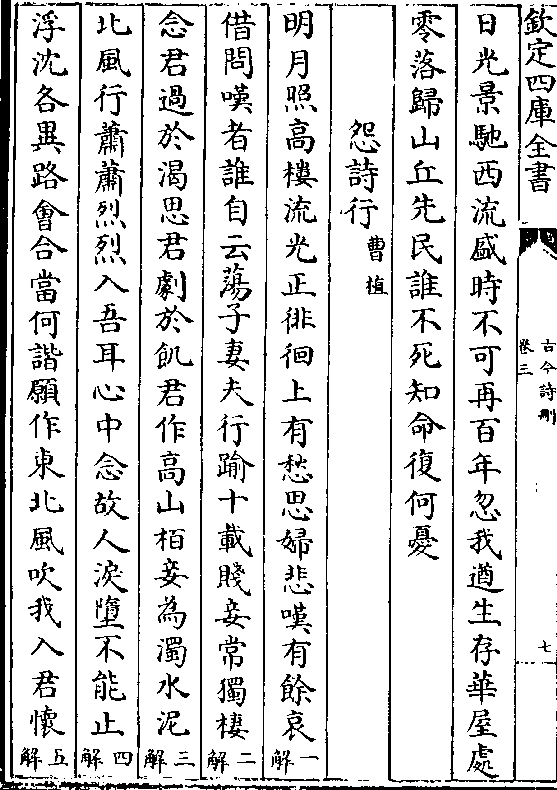 欽定四庫全書
古今詩刪
卷三
七
日光景馳西流盛時不可再百年忽我遒生存華屋處
零落歸山丘先民誰不死知命復何憂
怨詩行
曹植
明月照高樓流光正徘徊上有愁思婦悲嘆有餘哀一解
借問嘆者誰自云蕩子妻夫行踰十載賤妾常獨棲二解
念君過於渴思君劇於飢君作高山栢妾為濁水泥三解
北風行蕭蕭烈烈入吾耳心中念故人淚墮不能止四解
浮沈各異路會合當何諧願作東北風吹我入君懷五解